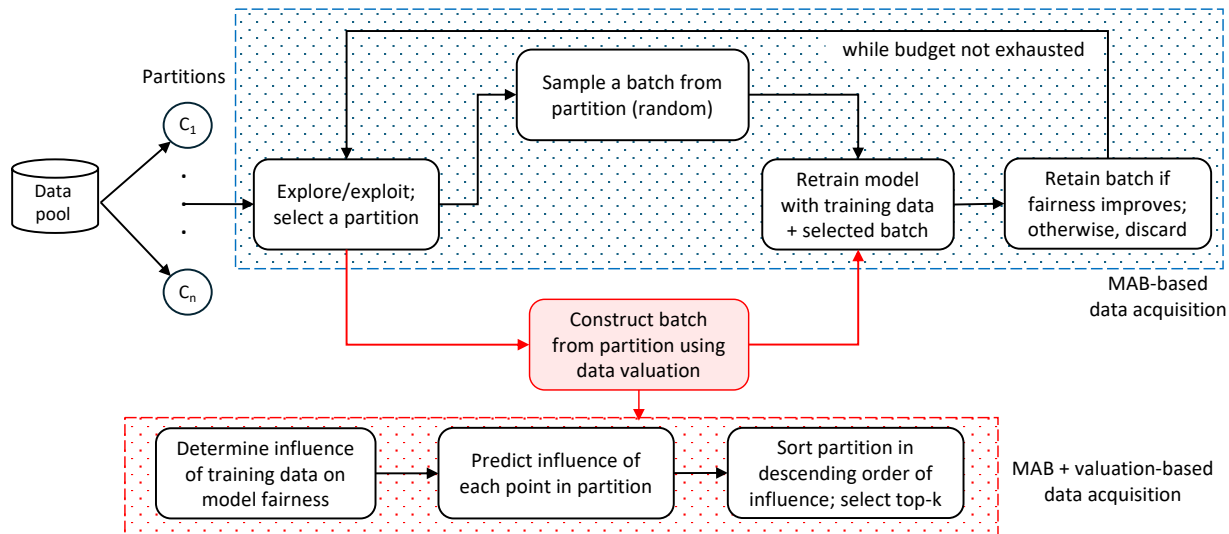 while budget not exhausted
Partitions
Sample a batch from
partition (random)
C1
Data
pool
.
.
.
Explore/exploit;
select a partition
Retrain model
with training data
+ selected batch
Retain batch if
fairness improves;
otherwise, discard
Cn
MAB-based
data acquisition
Construct batch
from partition using
data valuation
Determine influence
of training data on
model fairness
Predict influence of
each point in partition
Sort partition in
descending order of
influence; select top-k
MAB + valuation-based
data acquisition